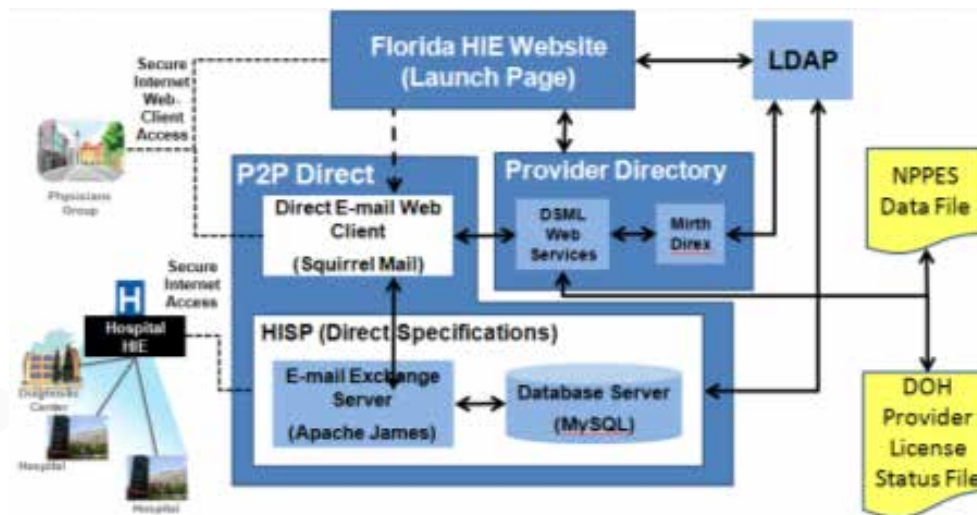 Florida HIE Website
(Launch Page)
LDAP
Secure
Internet
Web-
Client
Access
Physicians
Group
P2P Direct
Direct E-mail Web
Client
(Squirrel Mail)
Provider Directory
DSML
Web
Services
Mirth
Direx
NPPES
Data File
Secure
Internet
Access
H
Hospital
HIE
Diagnostic
Center
Hospital
Hospital
HISP (Direct Specifications)
E-mail Exchange
Server
(Apache James)
Database Server
(MySQL)
DOH
Provider
License
Status File